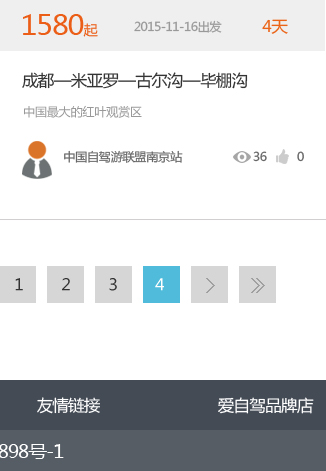 1580起 2015-11-16出发 4天
成都—米亚罗—古尔沟—毕棚沟
中国最大的红叶观赏区
中国自驾游联盟南京站 36 0
1 2 3 4
友情链接 爱自驾品牌店
898号-1